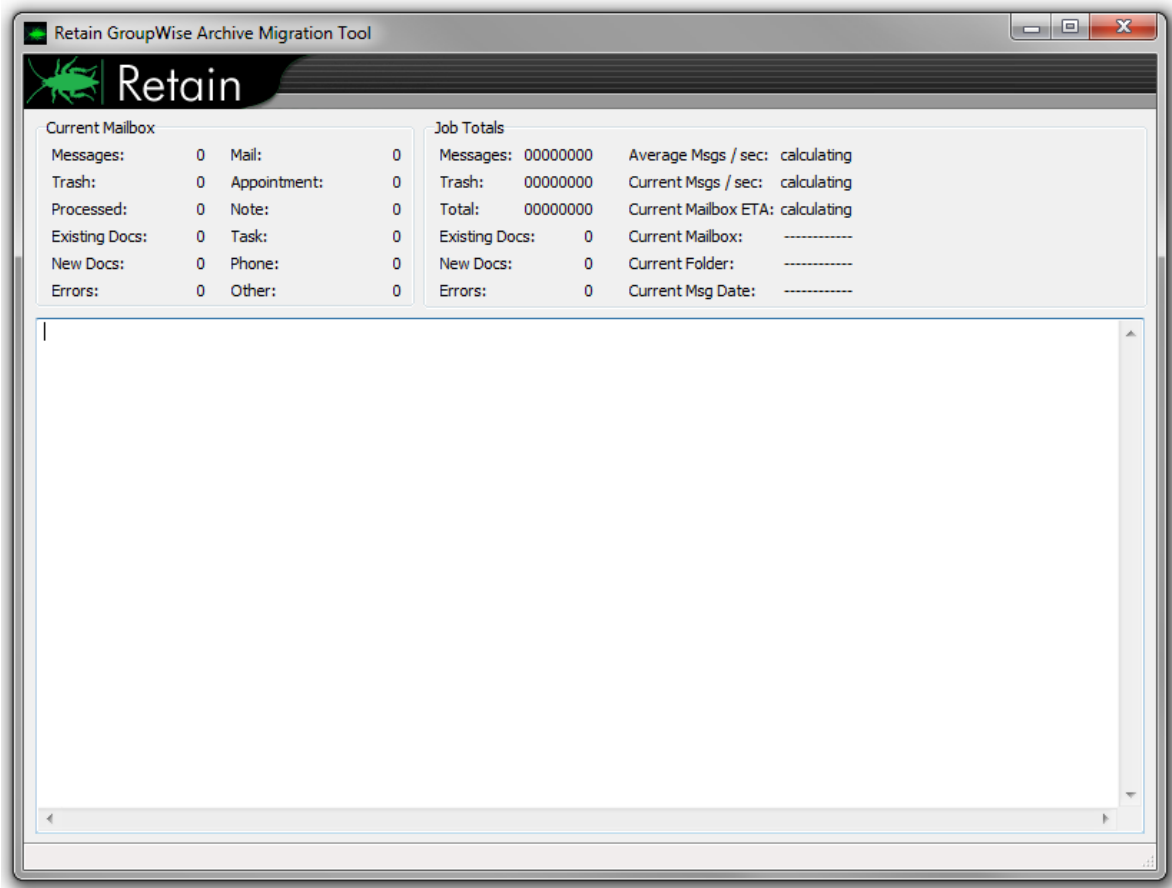 Retain GroupWise Archive Migration Tool
Retain
Current Mailbox
Messages: 0 Mail: 0
Trash: 0 Appointment: 0
Processed: 0 Note: 0
Existing Docs: 0 Task: 0
New Docs: 0 Phone: 0
Errors: 0 Other: 0
Job Totals
Messages: 00000000 Average Msgs / sec: calculating
Trash: 00000000 Current Msgs / sec: calculating
Total: 00000000 Current Mailbox ETA: calculating
Existing Docs: 0 Current Mailbox: ------------
New Docs: 0 Current Folder: ------------
Errors: 0 Current Msg Date: ------------